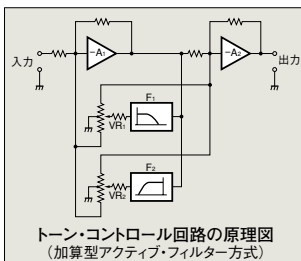 入力
-A₁
-A₂
出力
F₁
VR₁
F₂
VR₂
トーン・コントロール回路の原理図
(加算型アクティブ・フィルター方式)